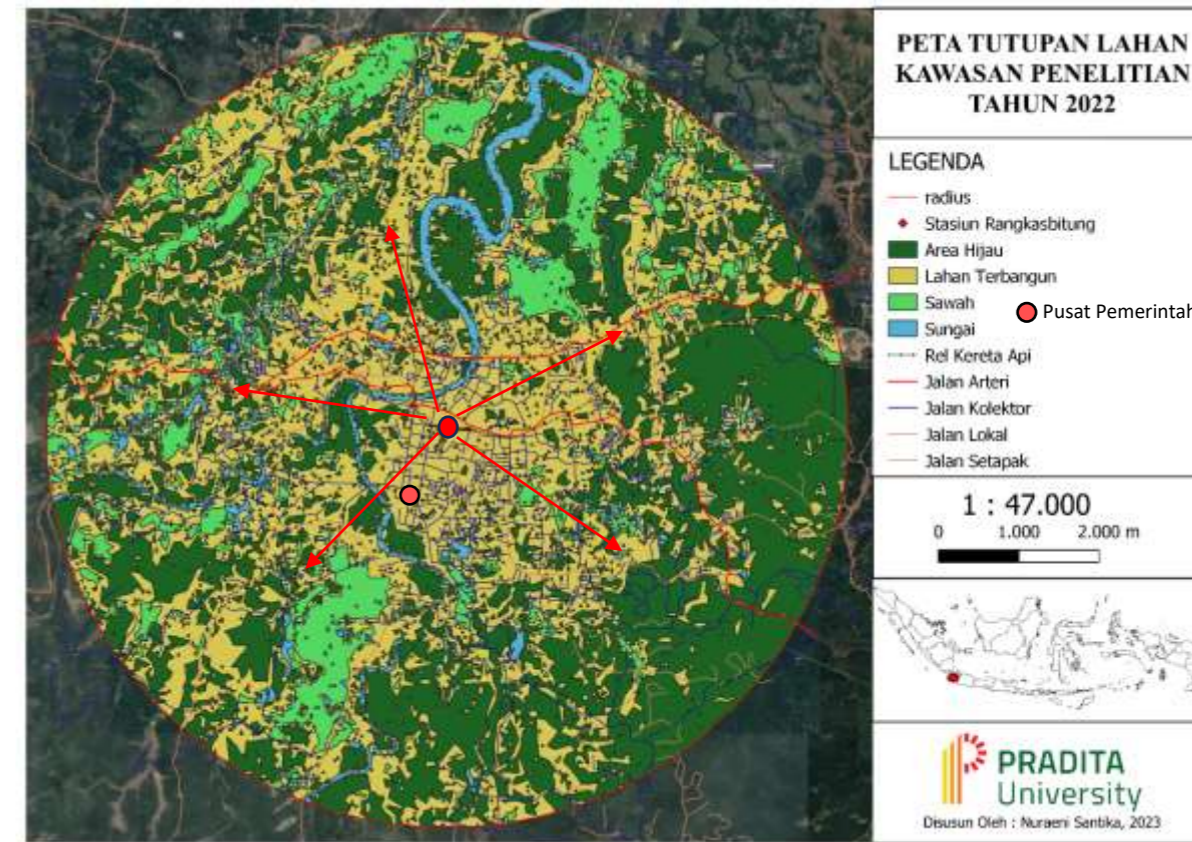 PETA TUTUPAN LAHAN
KAWASAN PENELITIAN
TAHUN 2022
LEGENDA
radius
Stasiun Rangkasbitung
Area Hijau
Lahan Terbangun
Sawah
Pusat Pemerintah
Sungai
Rel Kereta Api
Jalan Arteri
Jalan Kolektor
Jalan Lokal
Jalan Setapak
1 : 47.000
0 1.000 2.000 m
PRADITA
University
Disusun Oleh : Nuraeni Santika, 2023